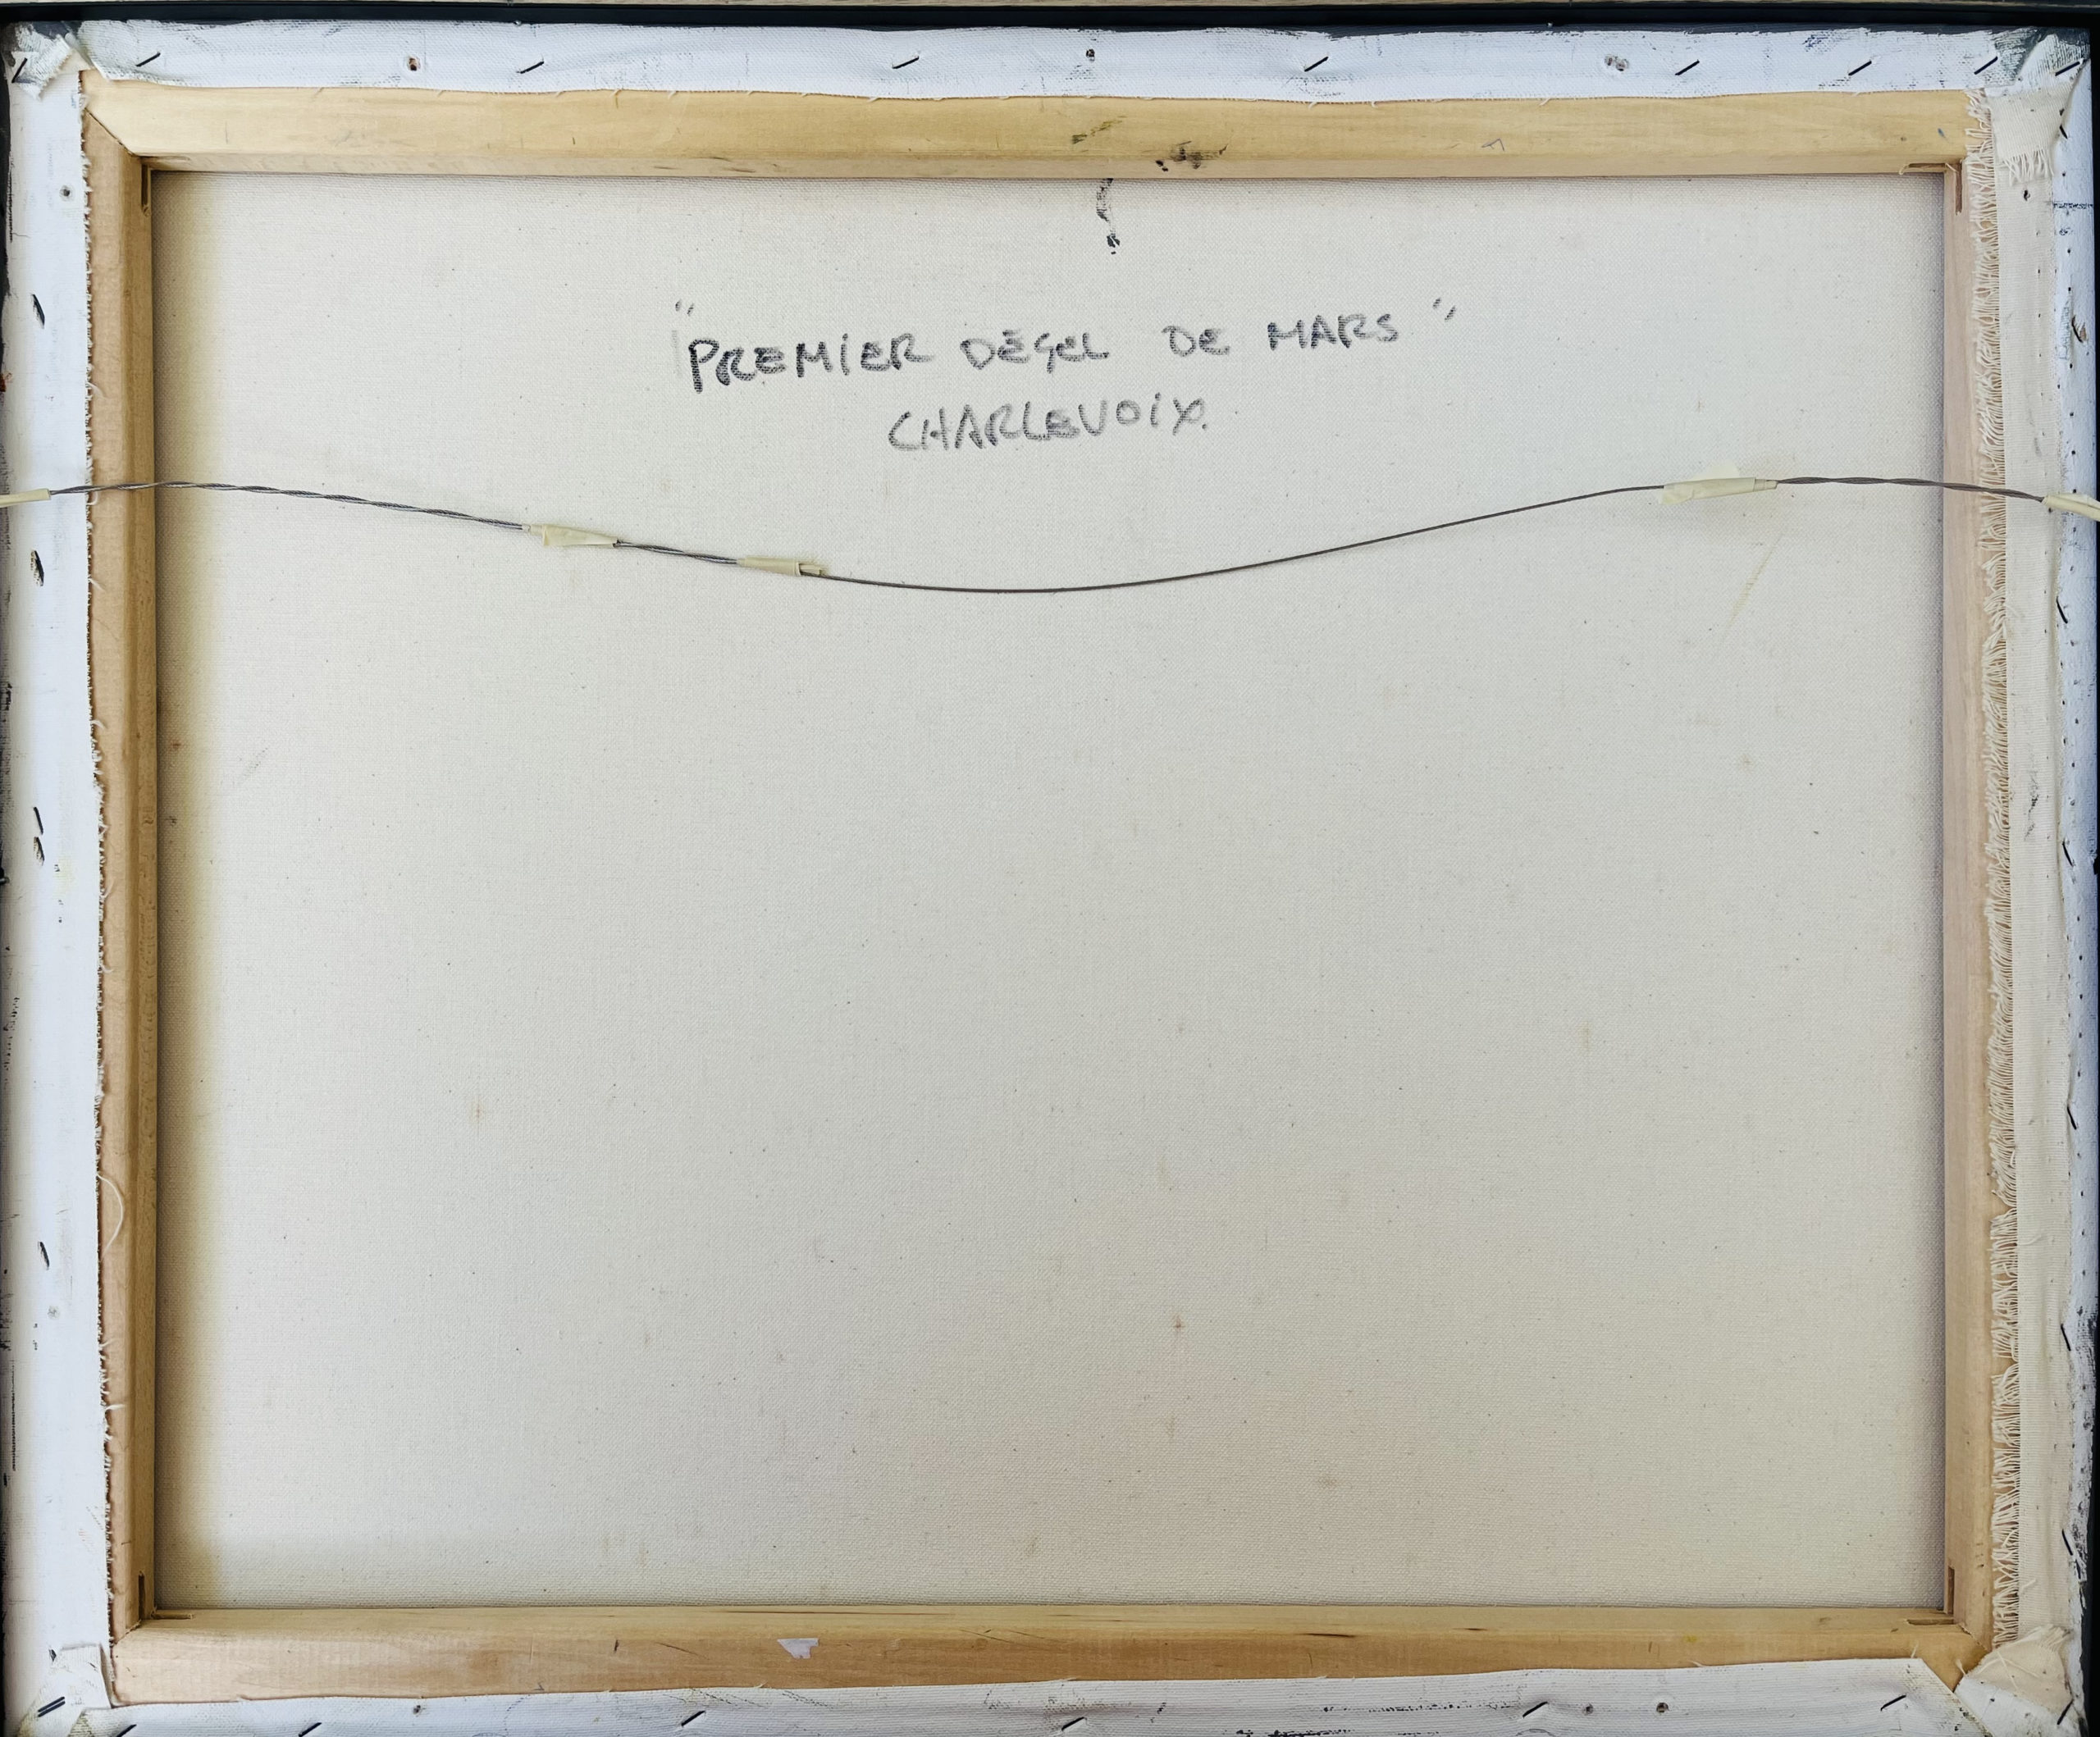 "PREMIER DÉGEL DE MARS"
CHARLEVOIX.